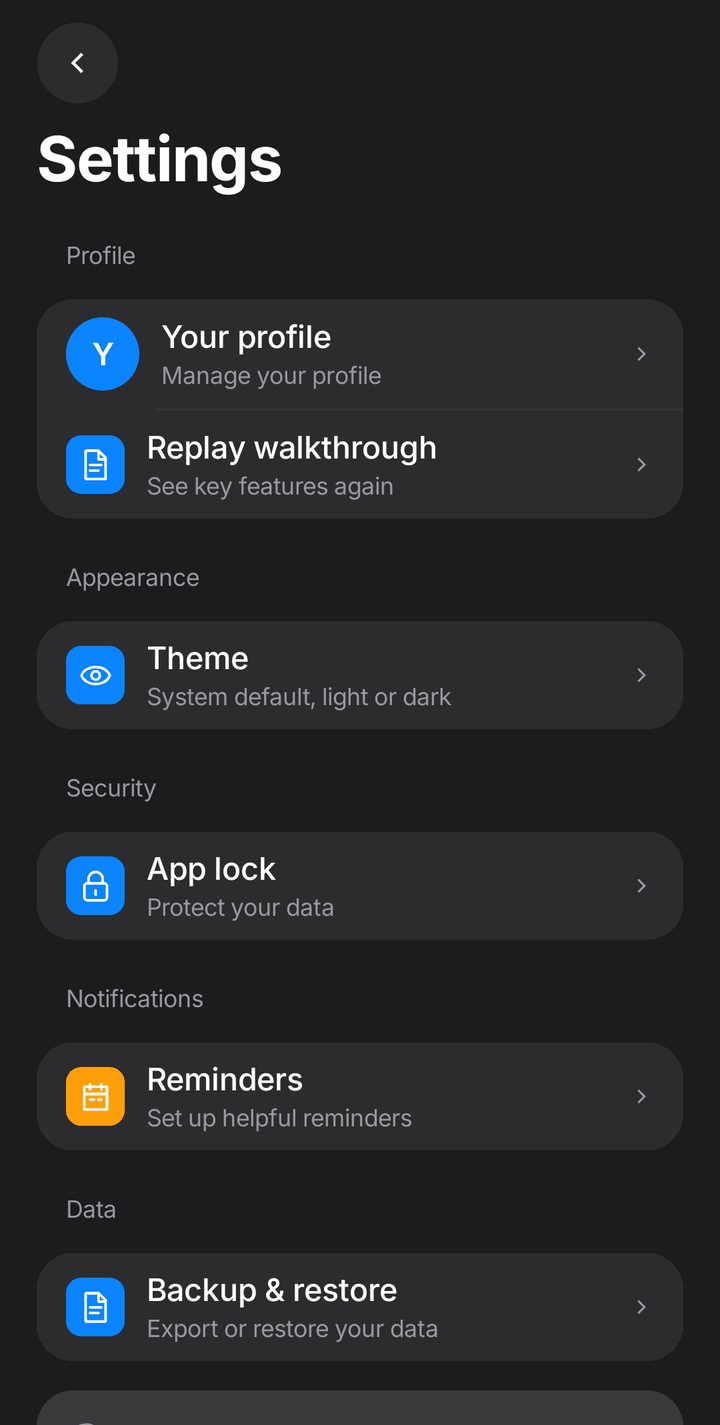 Settings
Profile
Y
Your profile
Manage your profile
Replay walkthrough
See key features again
Appearance
Theme
System default, light or dark
Security
App lock
Protect your data
Notifications
Reminders
Set up helpful reminders
Data
Backup & restore
Export or restore your data